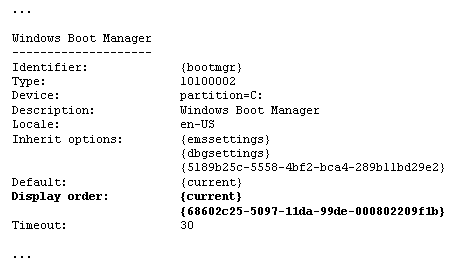 ...
Windows Boot Manager
--------------------
Identifier: {bootmgr}
Type: 10100002
Device: partition=C:
Description: Windows Boot Manager
Locale: en-US
Inherit options: {emssettings}
{dbgsettings}
{5189b25c-5558-4bf2-bca4-289b11bd29e2}
Default: {current}
Display order: {current}
{68602c25-5097-11da-99de-000802209f1b}
Timeout: 30
...